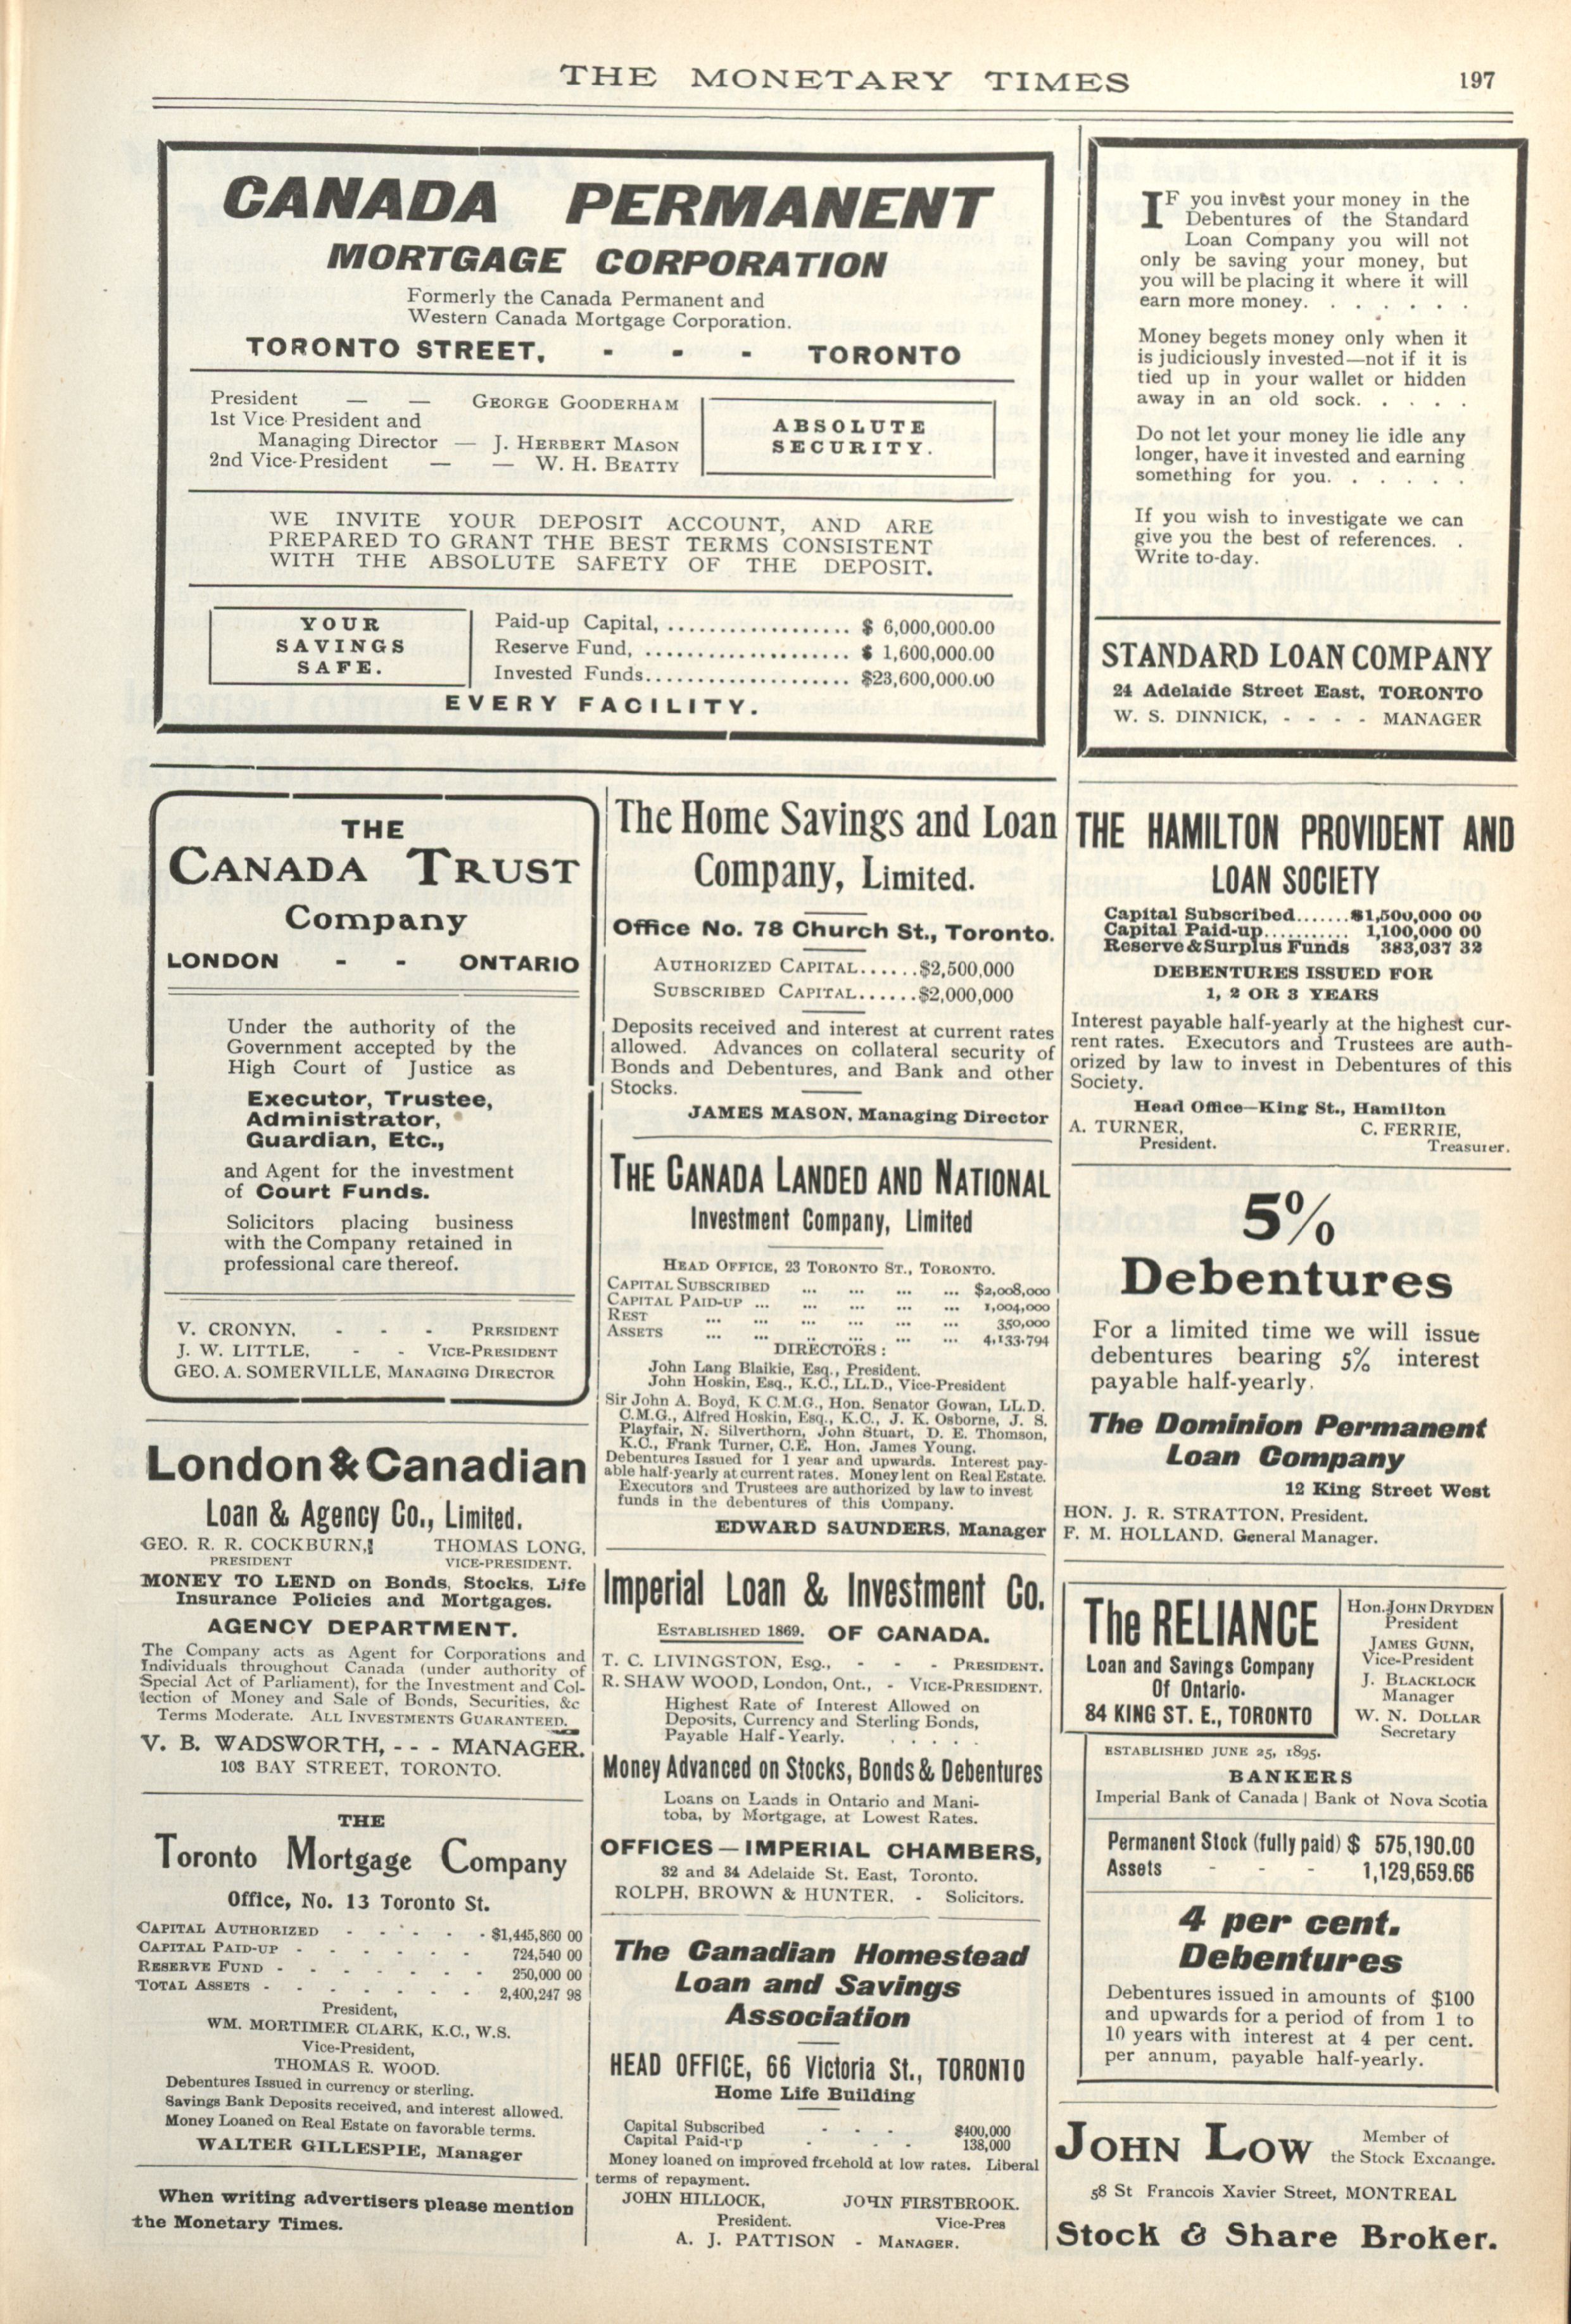 THE MONETARY TIMES
197
CANADA PERMANENT
MORTGAGE CORPORATION
Formerly the Canada Permanent and
Western Canada Mortgage Corporation.
TORONTO STREET, - - - TORONTO
President — — GEORGE GOODERHAM
1st Vice President and
Managing Director — J. HERBERT MASON
2nd Vice-President — — W. H. BEATTY
ABSOLUTE
SECURITY.
WE INVITE YOUR DEPOSIT ACCOUNT, AND ARE
PREPARED TO GRANT THE BEST TERMS CONSISTENT
WITH THE ABSOLUTE SAFETY OF THE DEPOSIT.
YOUR
SAVINGS
SAFE.
Paid-up Capital, .................. $ 6,000,000.00
Reserve Fund, .................... $ 1,600,000.00
Invested Funds.................... $23,600,000.00
EVERY FACILITY.
IF you invest your money in the
Debentures of the Standard
Loan Company you will not
only be saving your money, but
you will be placing it where it will
earn more money. . . . . . .
Money begets money only when it
is judiciously invested—not if it is
tied up in your wallet or hidden
away in an old sock. . . . .
Do not let your money lie idle any
longer, have it invested and earning
something for you. . . . . .
If you wish to investigate we can
give you the best of references. .
Write to-day.
STANDARD LOAN COMPANY
24 Adelaide Street East, TORONTO
W. S. DINNICK, - - - - MANAGER
THE
CANADA TRUST
Company
LONDON - - ONTARIO
Under the authority of the
Government accepted by the
High Court of Justice as
Executor, Trustee,
Administrator,
Guardian, Etc.,
and Agent for the investment
of Court Funds.
Solicitors placing business
with the Company retained in
professional care thereof.
V. CRONYN, - - - PRESIDENT
J. W. LITTLE, - - VICE-PRESIDENT
GEO. A. SOMERVILLE, MANAGING DIRECTOR
London & Canadian
Loan & Agency Co., Limited.
GEO. R. R. COCKBURN, THOMAS LONG,
PRESIDENT VICE-PRESIDENT.
MONEY TO LEND on Bonds, Stocks, Life
Insurance Policies and Mortgages.
AGENCY DEPARTMENT.
The Company acts as Agent for Corporations and
Individuals throughout Canada (under authority of
Special Act of Parliament), for the Investment and Col-
lection of Money and Sale of Bonds, Securities, &c
Terms Moderate. ALL INVESTMENTS GUARANTEED.
V. B. WADSWORTH, - - - MANAGER.
103 BAY STREET, TORONTO.
THE
Toronto Mortgage Company
Office, No. 13 Toronto St.
CAPITAL AUTHORIZED - - - - - $1,445,860 00
CAPITAL PAID-UP - - - - - - 724,540 00
RESERVE FUND - - - - - - - 250,000 00
TOTAL ASSETS - - - - - - - 2,400,247 98
President,
WM. MORTIMER CLARK, K.C., W.S.
Vice-President,
THOMAS R. WOOD.
Debentures Issued in currency or sterling.
Savings Bank Deposits received, and interest allowed.
Money Loaned on Real Estate on favorable terms.
WALTER GILLESPIE, Manager
When writing advertisers please mention
the Monetary Times.
The Home Savings and Loan
Company, Limited.
Office No. 78 Church St., Toronto.
AUTHORIZED CAPITAL......$2,500,000
SUBSCRIBED CAPITAL......$2,000,000
Deposits received and interest at current rates
allowed. Advances on collateral security of
Bonds and Debentures, and Bank and other
Stocks.
JAMES MASON, Managing Director
THE CANADA LANDED AND NATIONAL
Investment Company, Limited
HEAD OFFICE, 23 TORONTO ST., TORONTO.
CAPITAL SUBSCRIBED ... ... ... ... $2,008,000
CAPITAL PAID-UP ... ... ... ... ... 1,004,000
REST ... ... ... ... ... ... 350,000
ASSETS ... ... .. ... ... ... 4,133,794
DIRECTORS :
John Lang Blaikie, Esq., President.
John Hoskin, Esq., K.C., LL.D., Vice-President
Sir John A. Boyd, K C.M.G., Hon. Senator Gowan, LL.D.
C.M.G., Alfred Hoskin, Esq., K.C., J. K. Osborne, J. S.
Playfair, N. Silverthorn, John Stuart, D. E. Thomson,
K.C., Frank Turner, C.E. Hon. James Young.
Debentures Issued for 1 year and upwards. Interest pay-
able half-yearly at current rates. Money lent on Real Estate.
Executors and Trustees are authorized by law to invest
funds in the debentures of this Company.
EDWARD SAUNDERS, Manager
Imperial Loan & Investment Co.
ESTABLISHED 1869. OF CANADA.
T. C. LIVINGSTON, ESQ., - - - PRESIDENT.
R. SHAW WOOD, London, Ont., - VICE-PRESIDENT.
Highest Rate of Interest Allowed on
Deposits, Currency and Sterling Bonds,
Payable Half-Yearly. . . . . .
Money Advanced on Stocks, Bonds & Debentures
Loans on Lands in Ontario and Mani-
toba, by Mortgage, at Lowest Rates.
OFFICES—IMPERIAL CHAMBERS,
32 and 34 Adelaide St. East, Toronto.
ROLPH, BROWN & HUNTER, - Solicitors.
The Canadian Homestead
Loan and Savings
Association
HEAD OFFICE, 66 Victoria St., TORONTO
Home Life Building
Capital Subscribed - - - $400,000
Capital Paid-up - - - 138,000
Money loaned on improved freehold at low rates. Liberal
terms of repayment.
JOHN HILLOCK, JOHN FIRSTBROOK.
President. Vice-Pres
A. J. PATTISON - MANAGER.
THE HAMILTON PROVIDENT AND
LOAN SOCIETY
Capital Subscribed.......$1,500,000 00
Capital Paid-up........... 1,100,000 00
Reserve & Surplus Funds 383,037 32
DEBENTURES ISSUED FOR
1, 2 OR 3 YEARS
Interest payable half-yearly at the highest cur-
rent rates. Executors and Trustees are auth-
orized by law to invest in Debentures of this
Society.
Head Office—King St., Hamilton
A. TURNER, C. FERRIE,
President. Treasurer.
5%
Debentures
For a limited time we will issue
debentures bearing 5% interest
payable half-yearly.
The Dominion Permanent
Loan Company
12 King Street West
HON. J. R. STRATTON, President.
F. M. HOLLAND, General Manager.
The RELIANCE
Loan and Savings Company
Of Ontario.
84 KING ST. E., TORONTO
Hon. JOHN DRYDEN
President
JAMES GUNN,
Vice-President
J. BLACKLOCK
Manager
W. N. DOLLAR
Secretary
ESTABLISHED JUNE 25, 1895.
BANKERS
Imperial Bank of Canada | Bank of Nova Scotia
Permanent Stock (fully paid) $ 575,190.00
Assets - - - 1,129,659.66
4 per cent.
Debentures
Debentures issued in amounts of $100
and upwards for a period of from 1 to
10 years with interest at 4 per cent.
per annum, payable half-yearly.
JOHN LOW
Member of
the Stock Exchange.
58 St Francois Xavier Street, MONTREAL
Stock & Share Broker.